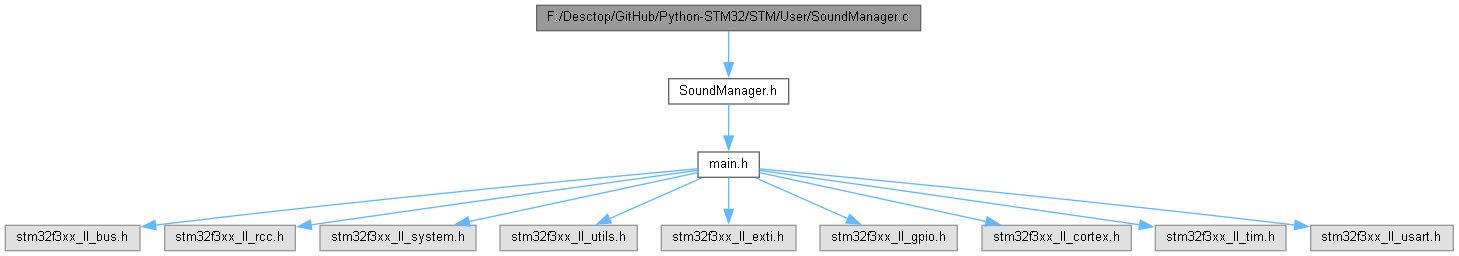 F:/Desctop/GitHub/Python-STM32/STM/User/SoundManager.c
SoundManager.h
main.h
stm32f3xx_ll_bus.h
stm32f3xx_ll_rcc.h
stm32f3xx_ll_system.h
stm32f3xx_ll_utils.h
stm32f3xx_ll_exti.h
stm32f3xx_ll_gpio.h
stm32f3xx_ll_cortex.h
stm32f3xx_ll_tim.h
stm32f3xx_ll_usart.h